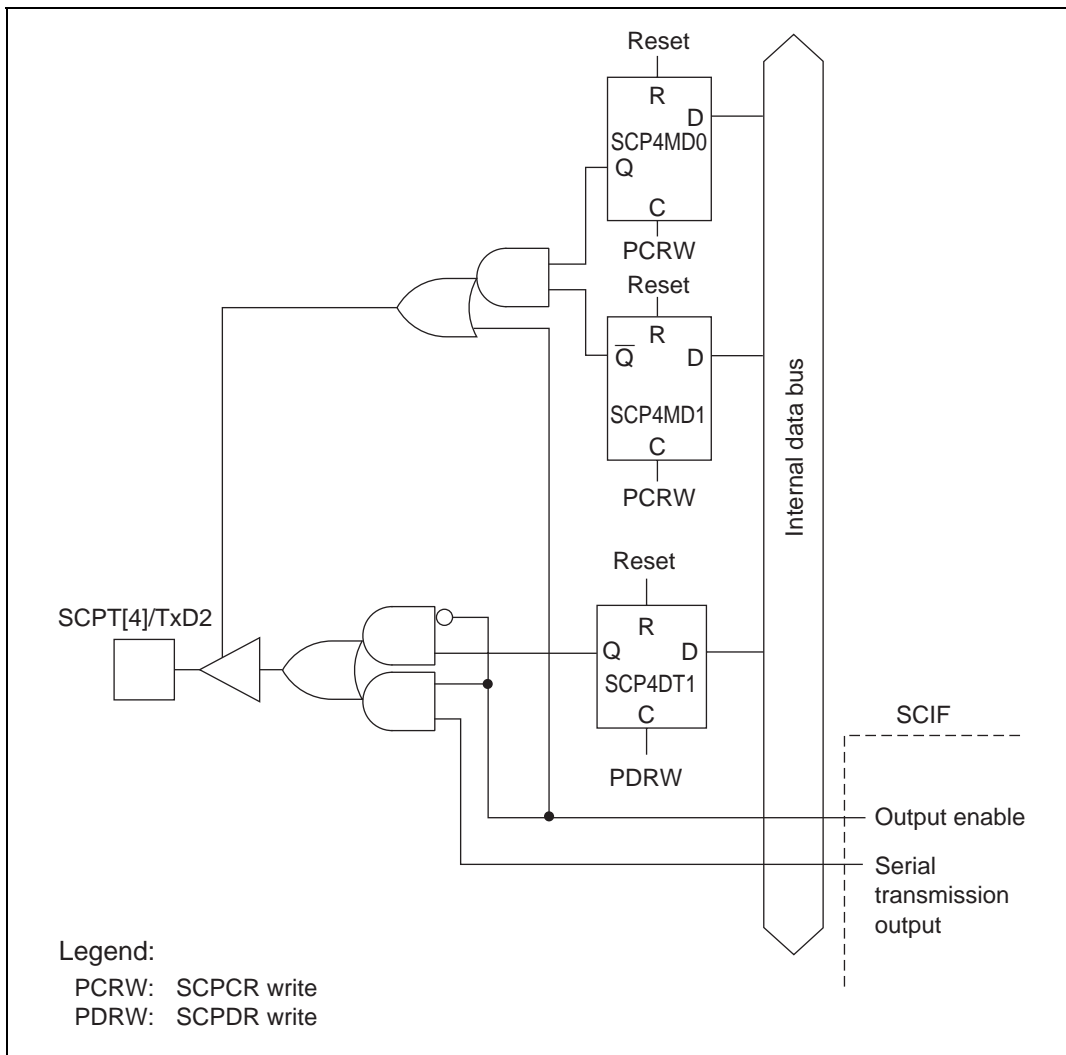 Reset
R
D
SCP4MD0
Q
C
PCRW
Reset
R
Q
D
SCP4MD1
C
PCRW
Internal data bus
Reset
R
Q
D
SCP4DT1
C
PDRW
SCPT[4]/TxD2
SCIF
Output enable
Serial
transmission
output
Legend:
PCRW: SCPCR write
PDRW: SCPDR write